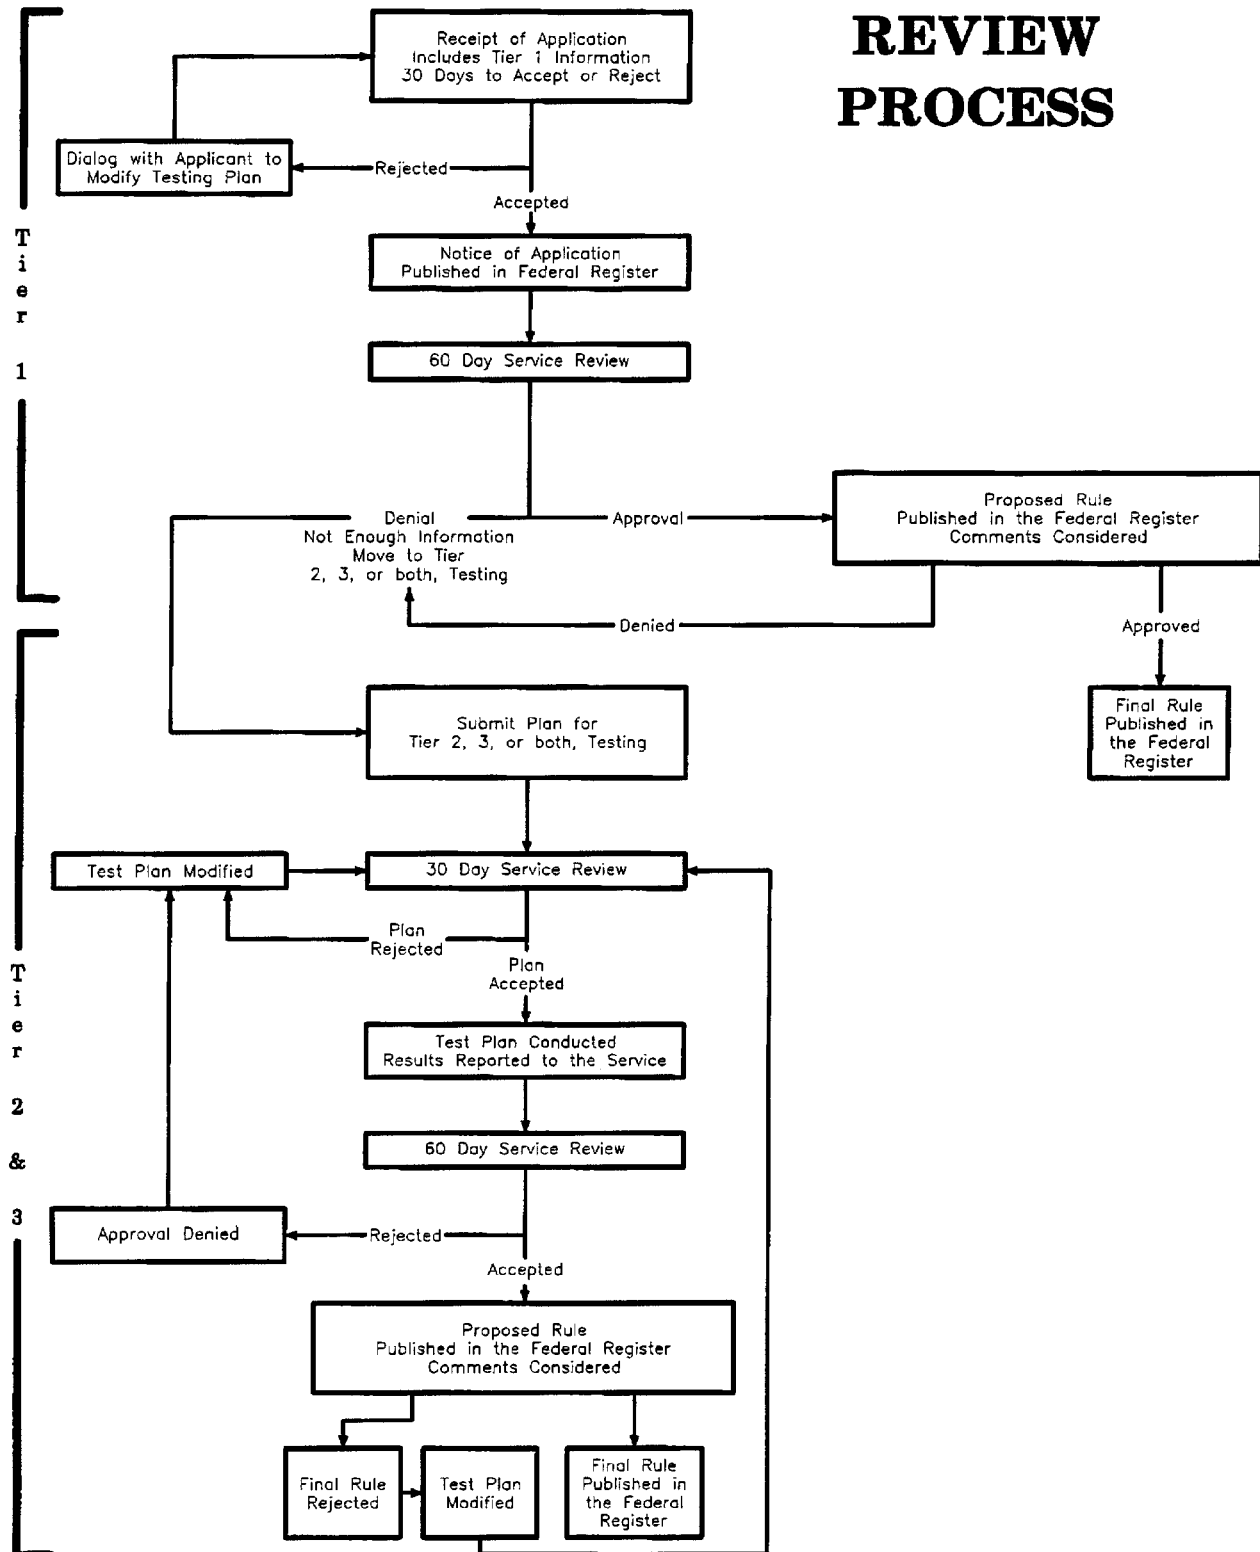 REVIEW
PROCESS
Receipt of Application
Includes Tier 1 Information
30 Days to Accept or Reject
Dialog with Applicant to
Modify Testing Plan
Rejected
Accepted
Notice of Application
Published in Federal Register
60 Day Service Review
Tier 1
Denial
Not Enough Information
Move to Tier
2, 3, or both, Testing
Approval
Proposed Rule
Published in the Federal Register
Comments Considered
Denied
Approved
Final Rule
Published in
the Federal
Register
Submit Plan for
Tier 2, 3, or both, Testing
Test Plan Modified
30 Day Service Review
Plan
Rejected
Plan
Accepted
Tier 2 & 3
Test Plan Conducted
Results Reported to the Service
60 Day Service Review
Approval Denied
Rejected
Accepted
Proposed Rule
Published in the Federal Register
Comments Considered
Final Rule
Rejected
Test Plan
Modified
Final Rule
Published in
the Federal
Register